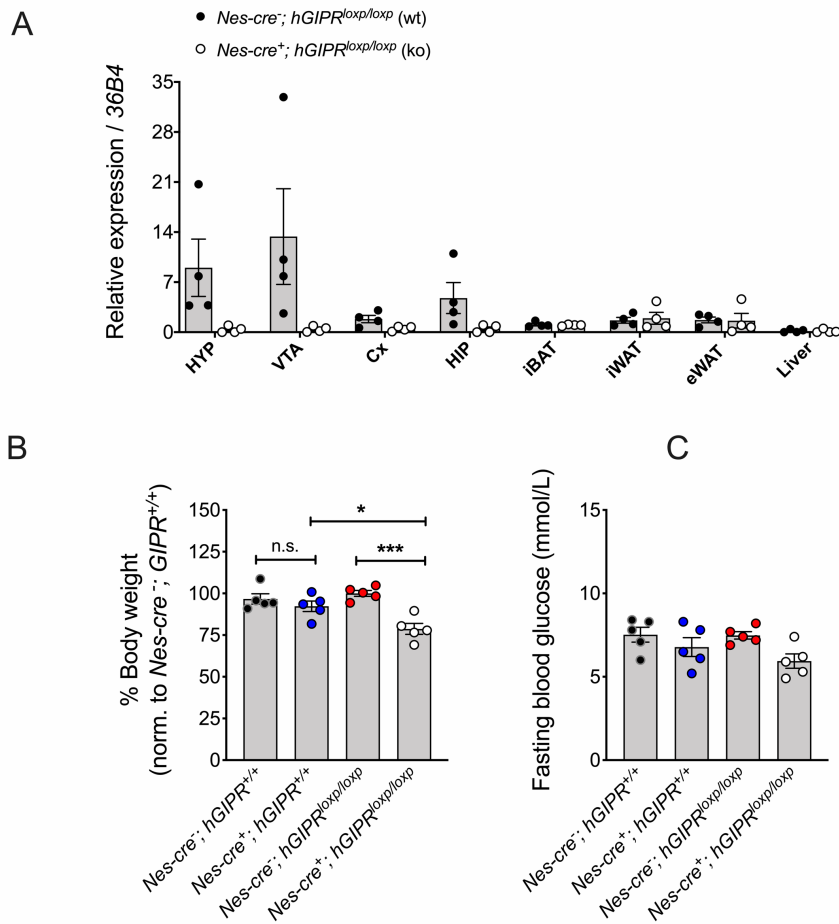 A
● Nes-cre⁻; hGIPRˡᵒˣᵖ/ˡᵒˣᵖ (wt)
○ Nes-cre⁺; hGIPRˡᵒˣᵖ/ˡᵒˣᵖ (ko)
Relative expression / 36B4
35
28
21
14
7
0
HYP
VTA
Cx
HIP
iBAT
iWAT
eWAT
Liver
B
% Body weight
(norm. to Nes-cre⁻; GIPR⁺/⁺)
150
125
100
75
50
25
0
*
n.s.
***
Nes-cre⁻; hGIPR⁺/⁺
Nes-cre⁺; hGIPR⁺/⁺
Nes-cre⁻; hGIPRˡᵒˣᵖ/ˡᵒˣᵖ
Nes-cre⁺; hGIPRˡᵒˣᵖ/ˡᵒˣᵖ
C
Fasting blood glucose (mmol/L)
15
10
5
0
Nes-cre⁻; hGIPR⁺/⁺
Nes-cre⁺; hGIPR⁺/⁺
Nes-cre⁻; hGIPRˡᵒˣᵖ/ˡᵒˣᵖ
Nes-cre⁺; hGIPRˡᵒˣᵖ/ˡᵒˣᵖ